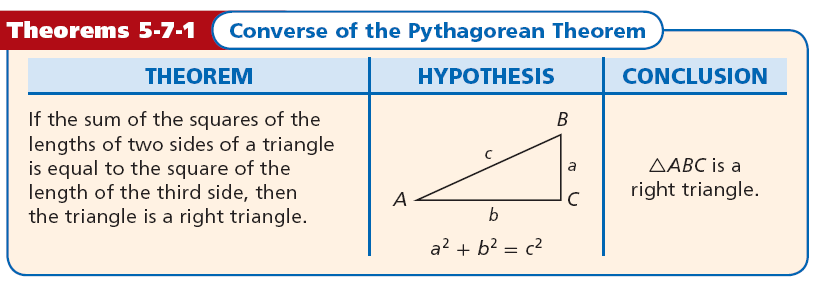 Theorems 5-7-1 Converse of the Pythagorean Theorem
THEOREM HYPOTHESIS CONCLUSION
If the sum of the squares of the
lengths of two sides of a triangle
is equal to the square of the
length of the third side, then
the triangle is a right triangle.
B
c
a
A
C
b
a² + b² = c²
△ABC is a
right triangle.